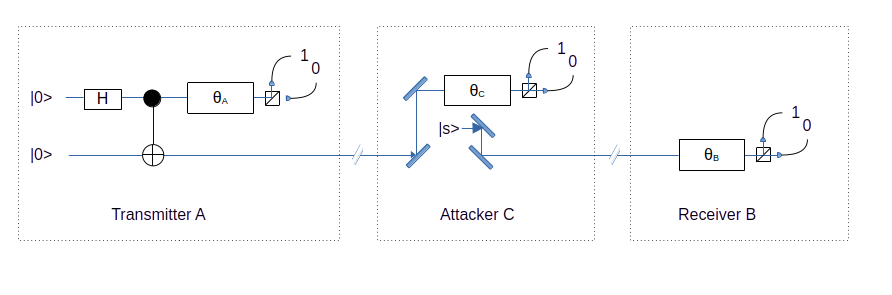 |0> H θA 1 0
|0>
Transmitter A
θC 1 0
|s>
Attacker C
θB 1 0
Receiver B